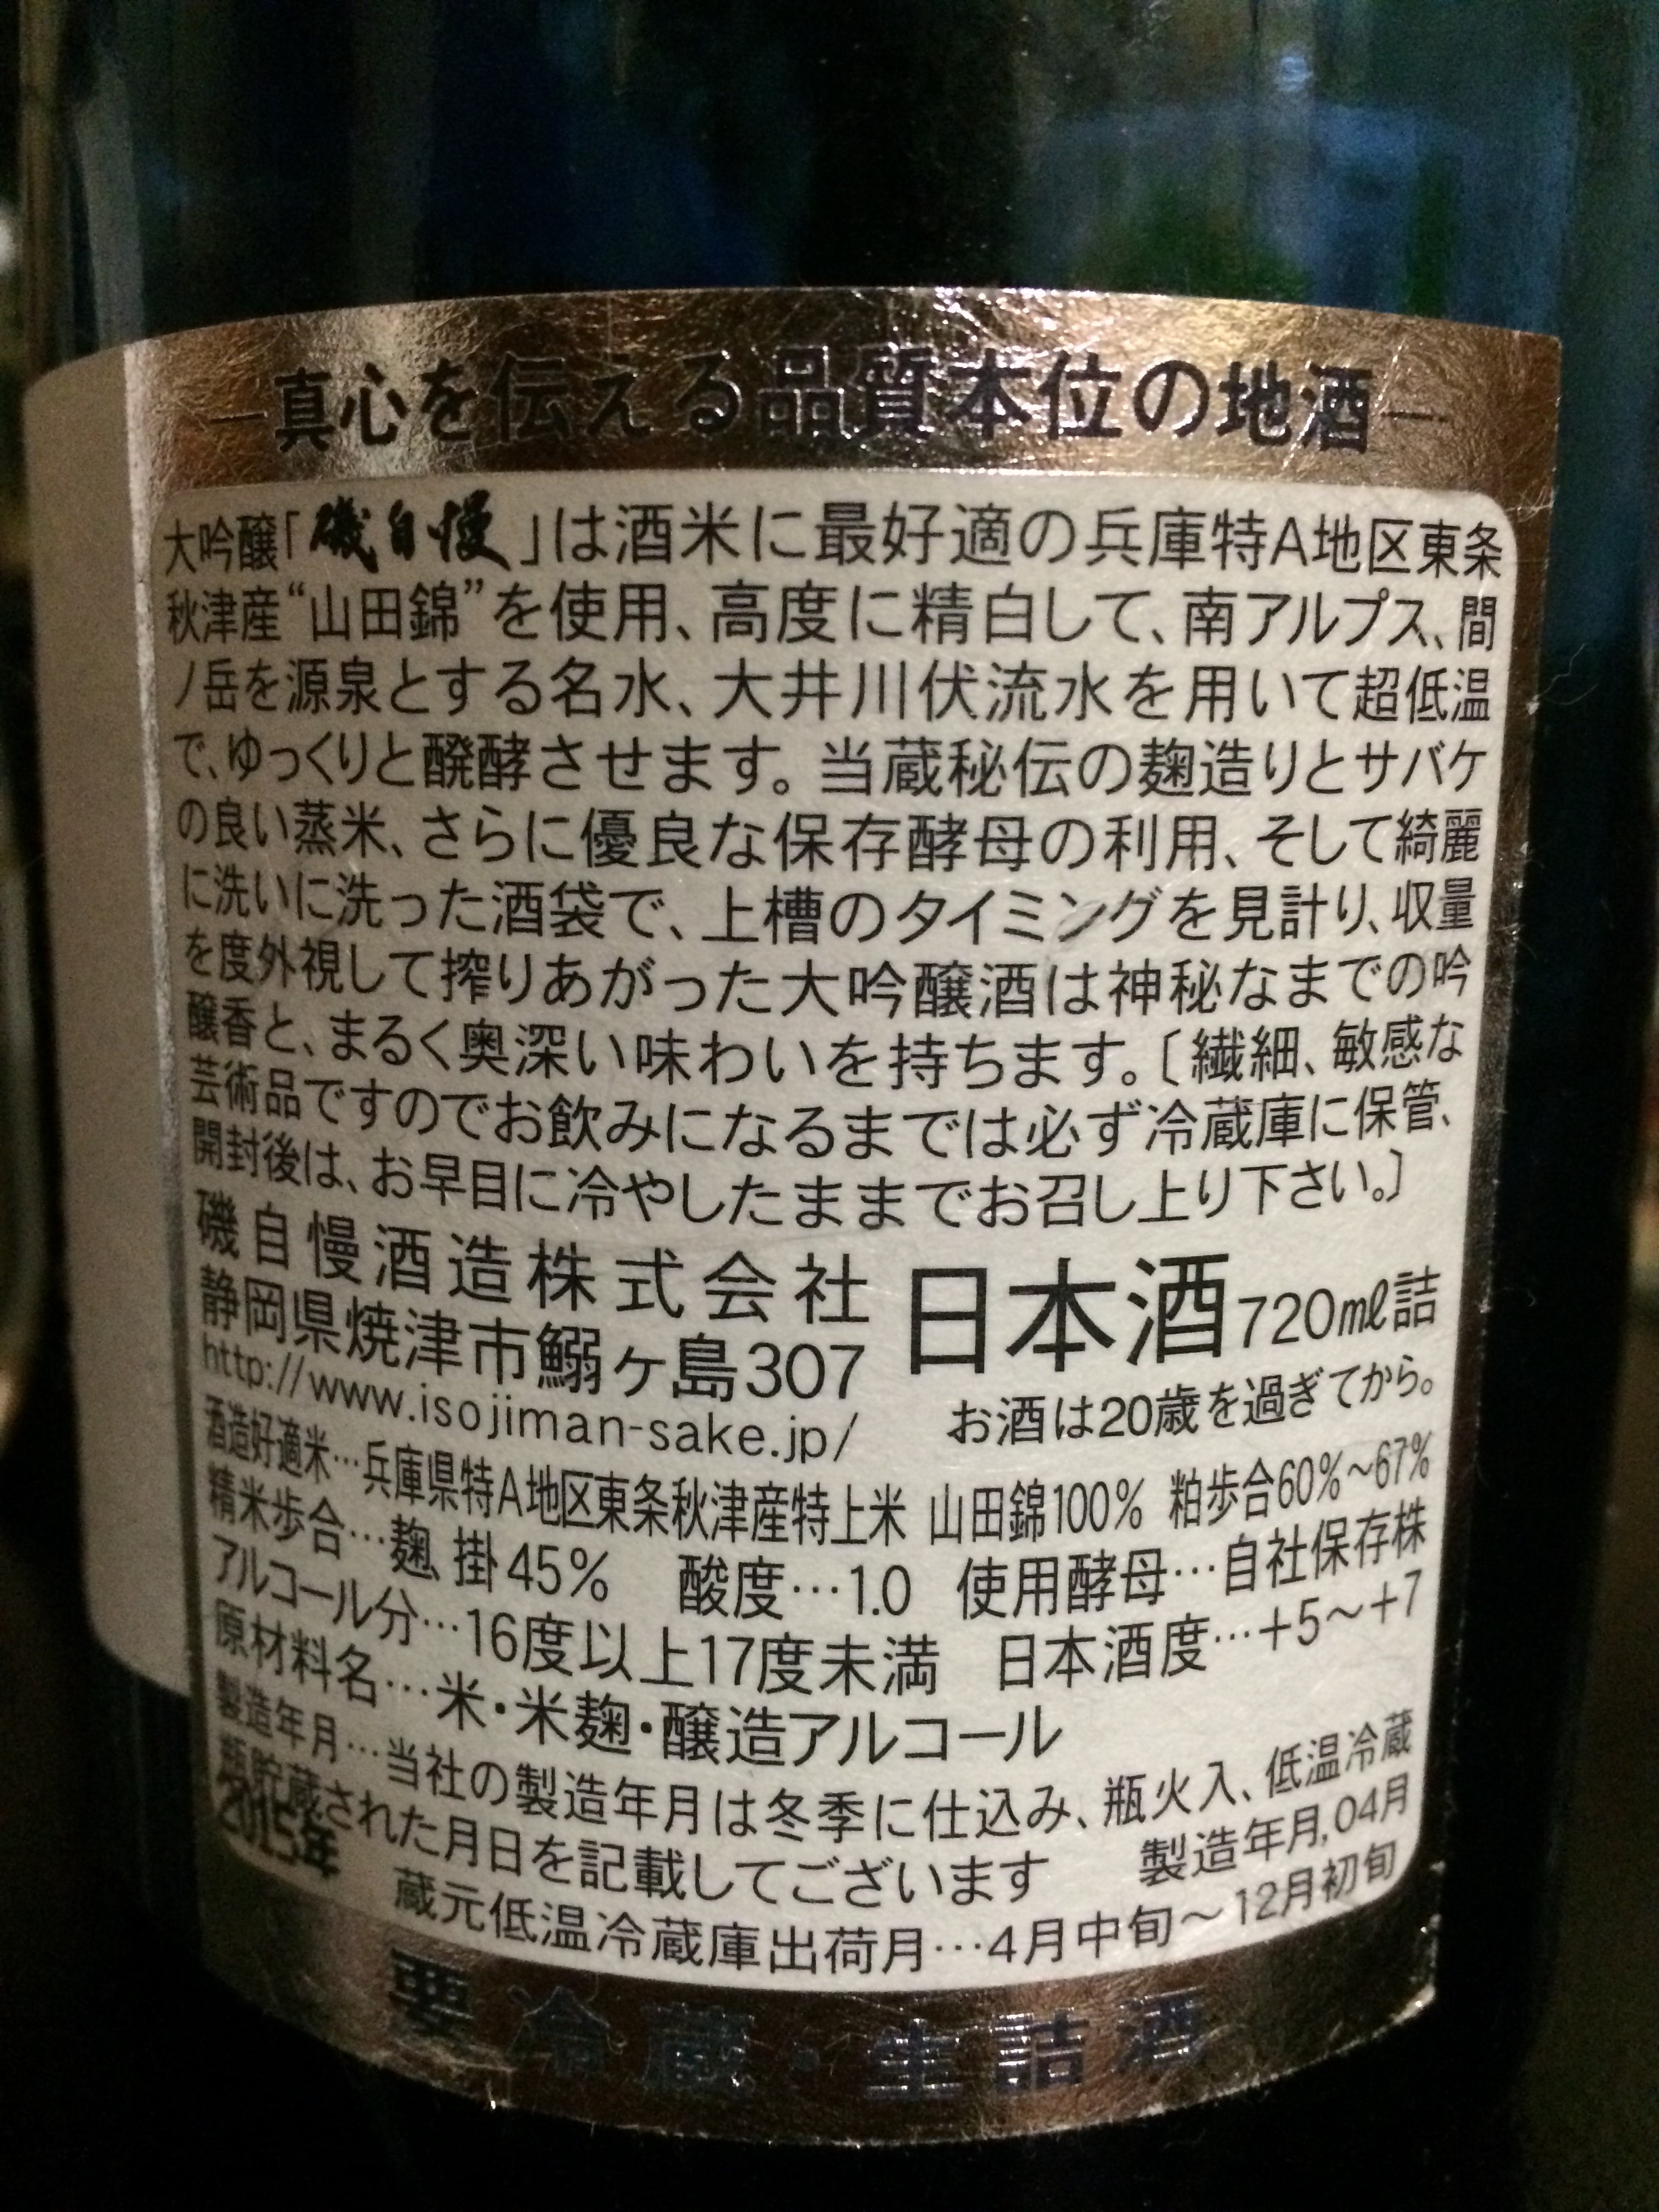 ―真心を伝える品質本位の地酒―
大吟醸「磯自慢」は酒米に最好適の兵庫特A地区東条
秋津産“山田錦”を使用、高度に精白して、南アルプス、間
ノ岳を源泉とする名水、大井川伏流水を用いて超低温
で、ゆっくりと醗酵させます。当蔵秘伝の麹造りとサバケ
の良い蒸米、さらに優良な保存酵母の利用、そして綺麗
に洗いに洗った酒袋で、上槽のタイミングを見計り、収量
を度外視して搾りあがった大吟醸酒は神秘なまでの吟
醸香と、まるく奥深い味わいを持ちます。〔繊細、敏感な
芸術品ですのでお飲みになるまでは必ず冷蔵庫に保管、
開封後は、お早目に冷やしたままでお召し上り下さい。〕
磯自慢酒造株式会社 日本酒720ml詰
静岡県焼津市鰯ヶ島307
http://www.isojiman-sake.jp/ お酒は20歳を過ぎてから。
酒造好適米…兵庫県特A地区東条秋津産特上米 山田錦100% 粕歩合60%~67%
精米歩合…麹、掛45% 酸度…1.0 使用酵母…自社保存株
アルコール分…16度以上17度未満 日本酒度…+5~+7
原材料名…米・米麹・醸造アルコール
製造年月…当社の製造年月は冬季に仕込み、瓶火入、低温冷蔵
瓶貯蔵された月日を記載してございます 製造年月,04月
2015年
蔵元低温冷蔵庫出荷月…4月中旬~12月初旬
要冷蔵・生詰酒